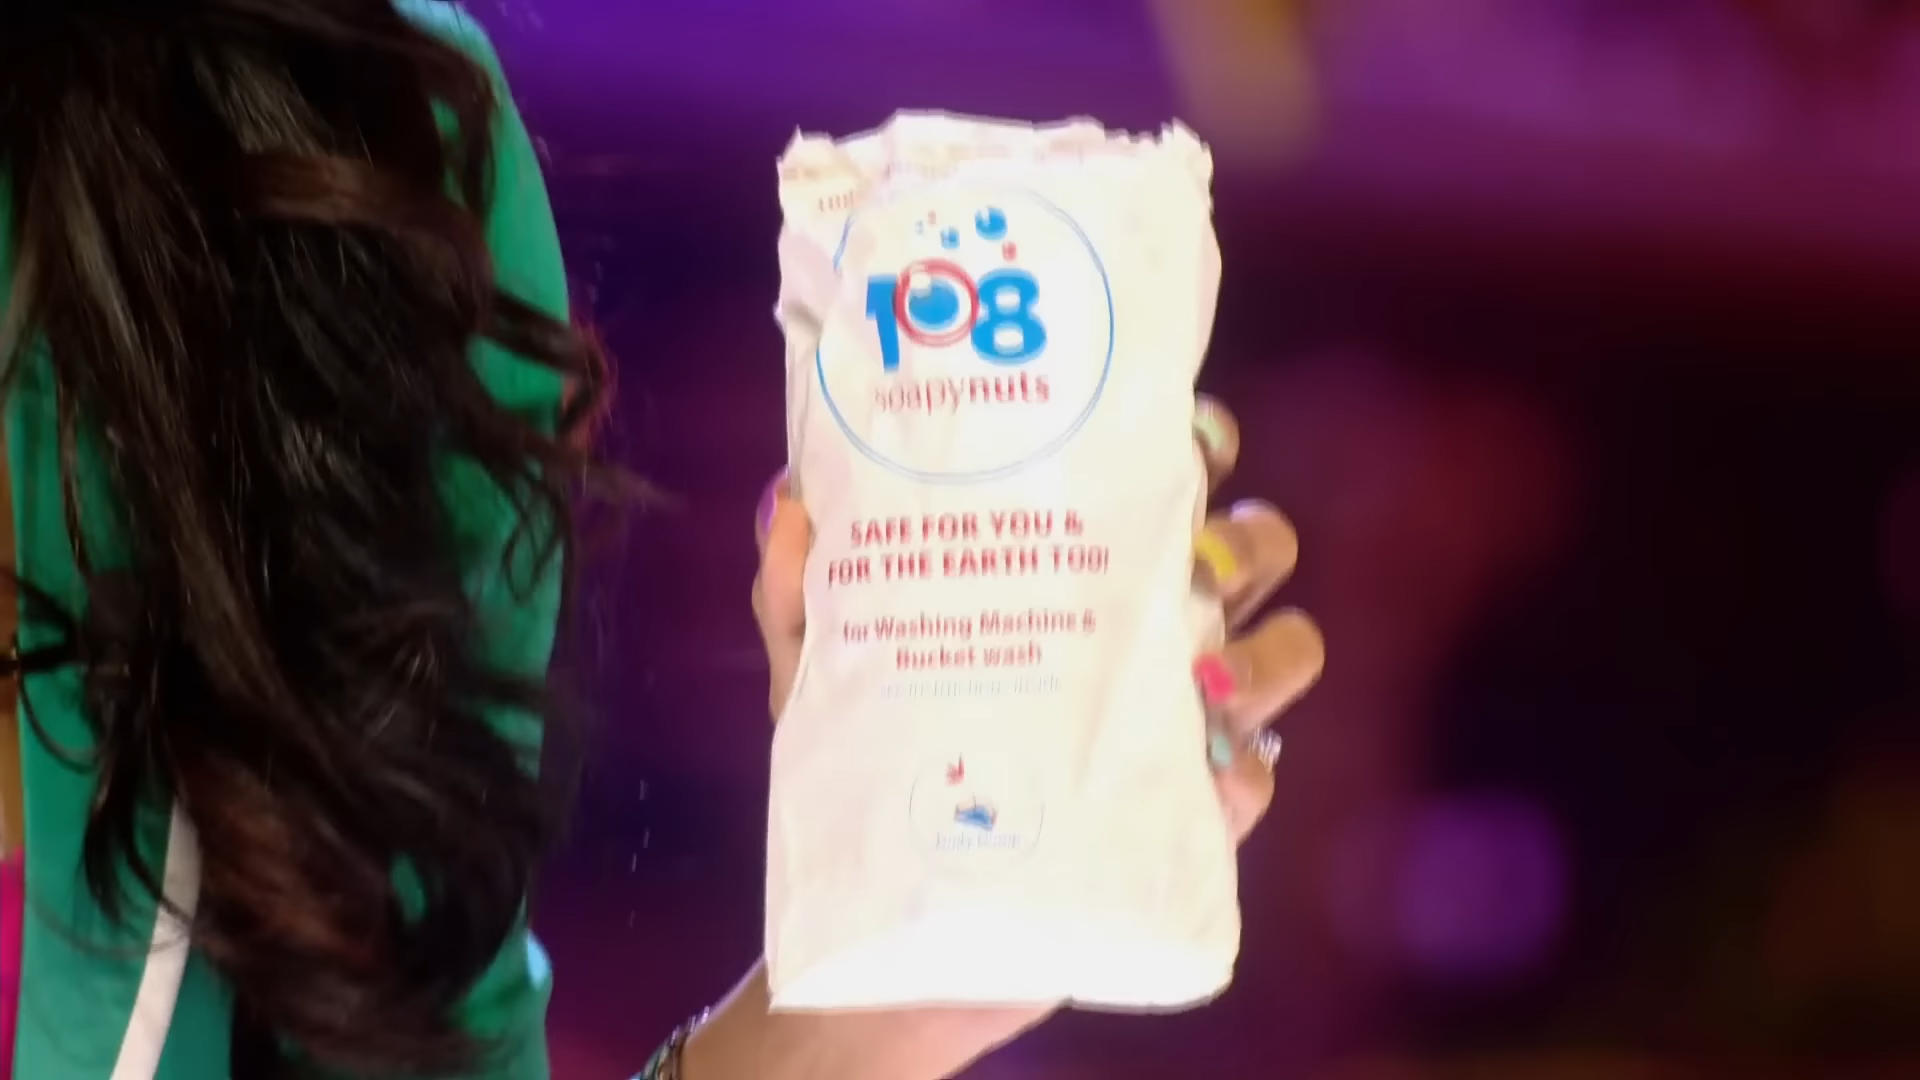 108
soapynuts
SAFE FOR YOU &
FOR THE EARTH TOO!
for Washing Machine &
Bucket wash